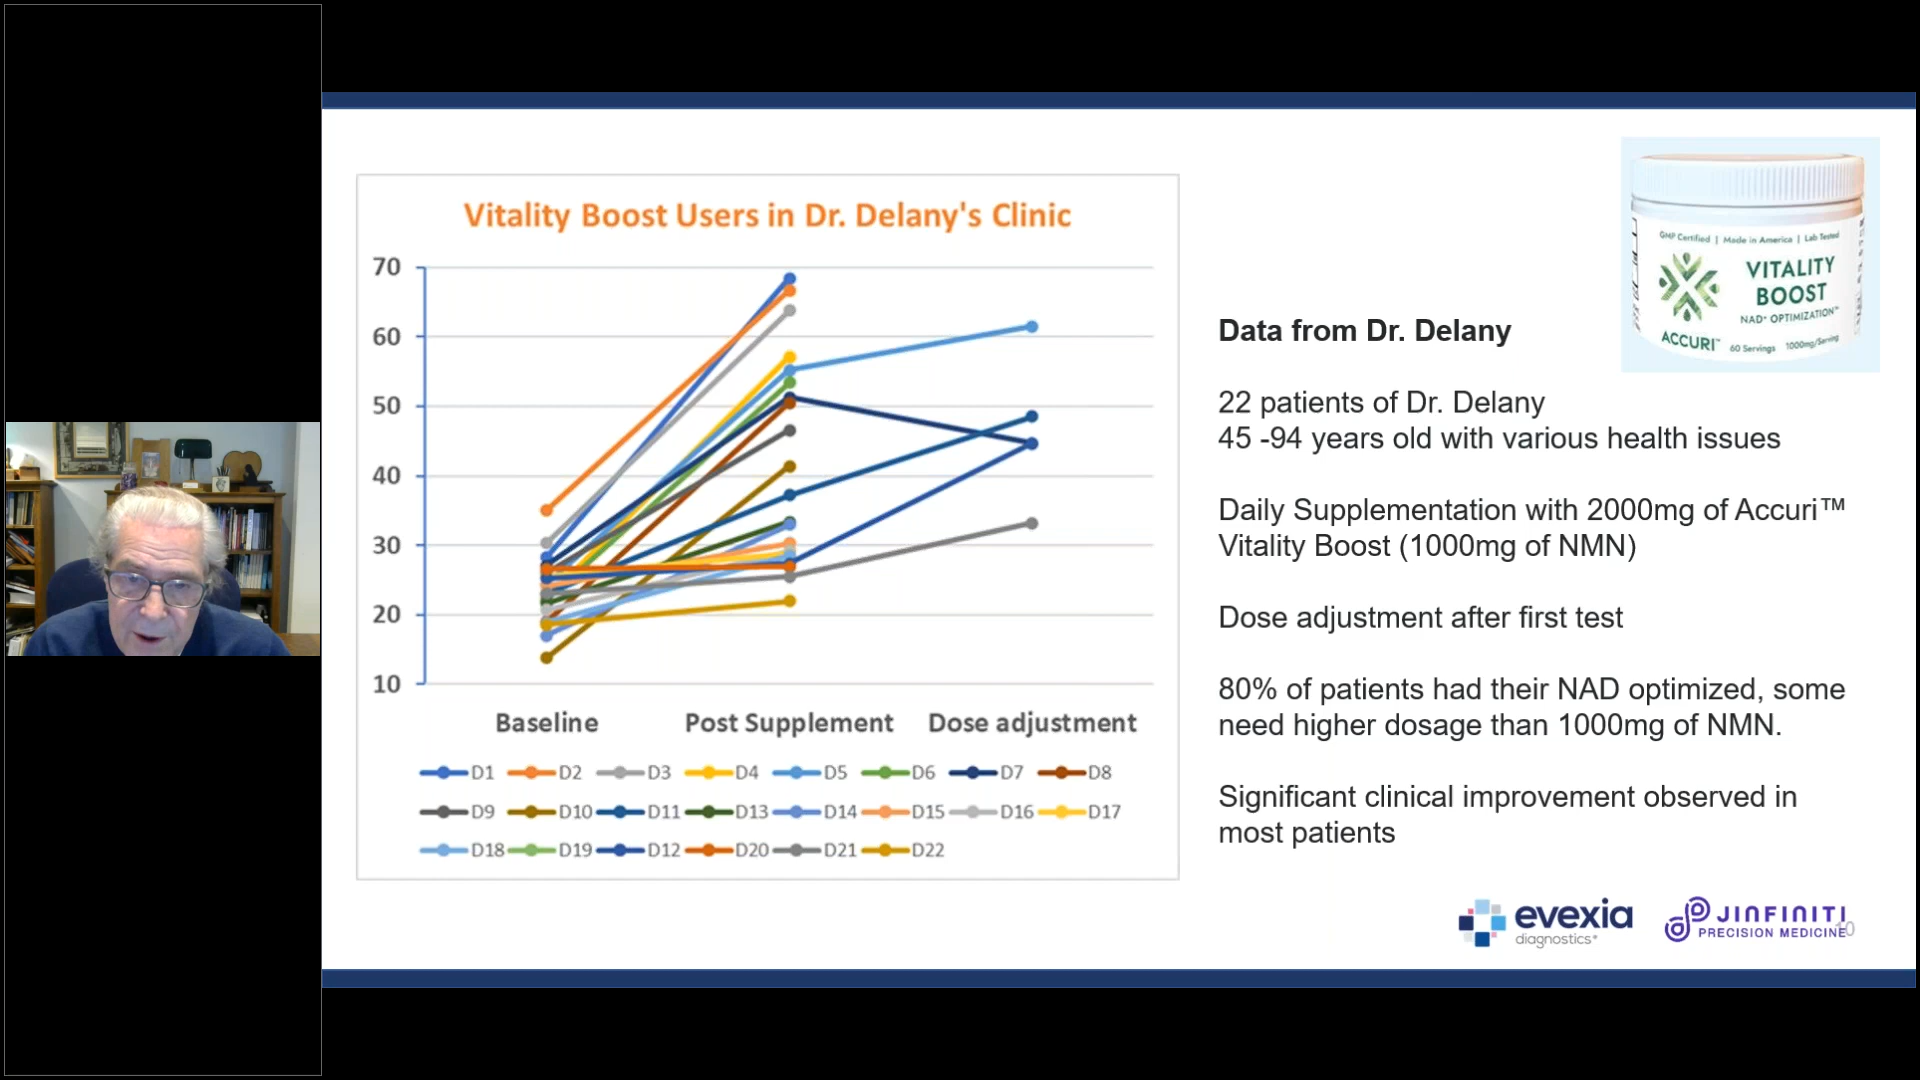 Vitality Boost Users in Dr. Delany's Clinic
70
60
50
40
30
20
10
Baseline Post Supplement Dose adjustment
D1 D2 D3 D4 D5 D6 D7 D8
D9 D10 D11 D13 D14 D15 D16 D17
D18 D19 D12 D20 D21 D22
GMP Certified | Made in America | Lab Tested
VITALITY
BOOST
NAD+ OPTIMIZATION™
ACCURI™ 60 Servings 1000mg/Serving
Data from Dr. Delany
22 patients of Dr. Delany
45 -94 years old with various health issues
Daily Supplementation with 2000mg of Accuri™
Vitality Boost (1000mg of NMN)
Dose adjustment after first test
80% of patients had their NAD optimized, some
need higher dosage than 1000mg of NMN.
Significant clinical improvement observed in
most patients
evexia
diagnostics®
JINFINITI
PRECISION MEDICINE
10